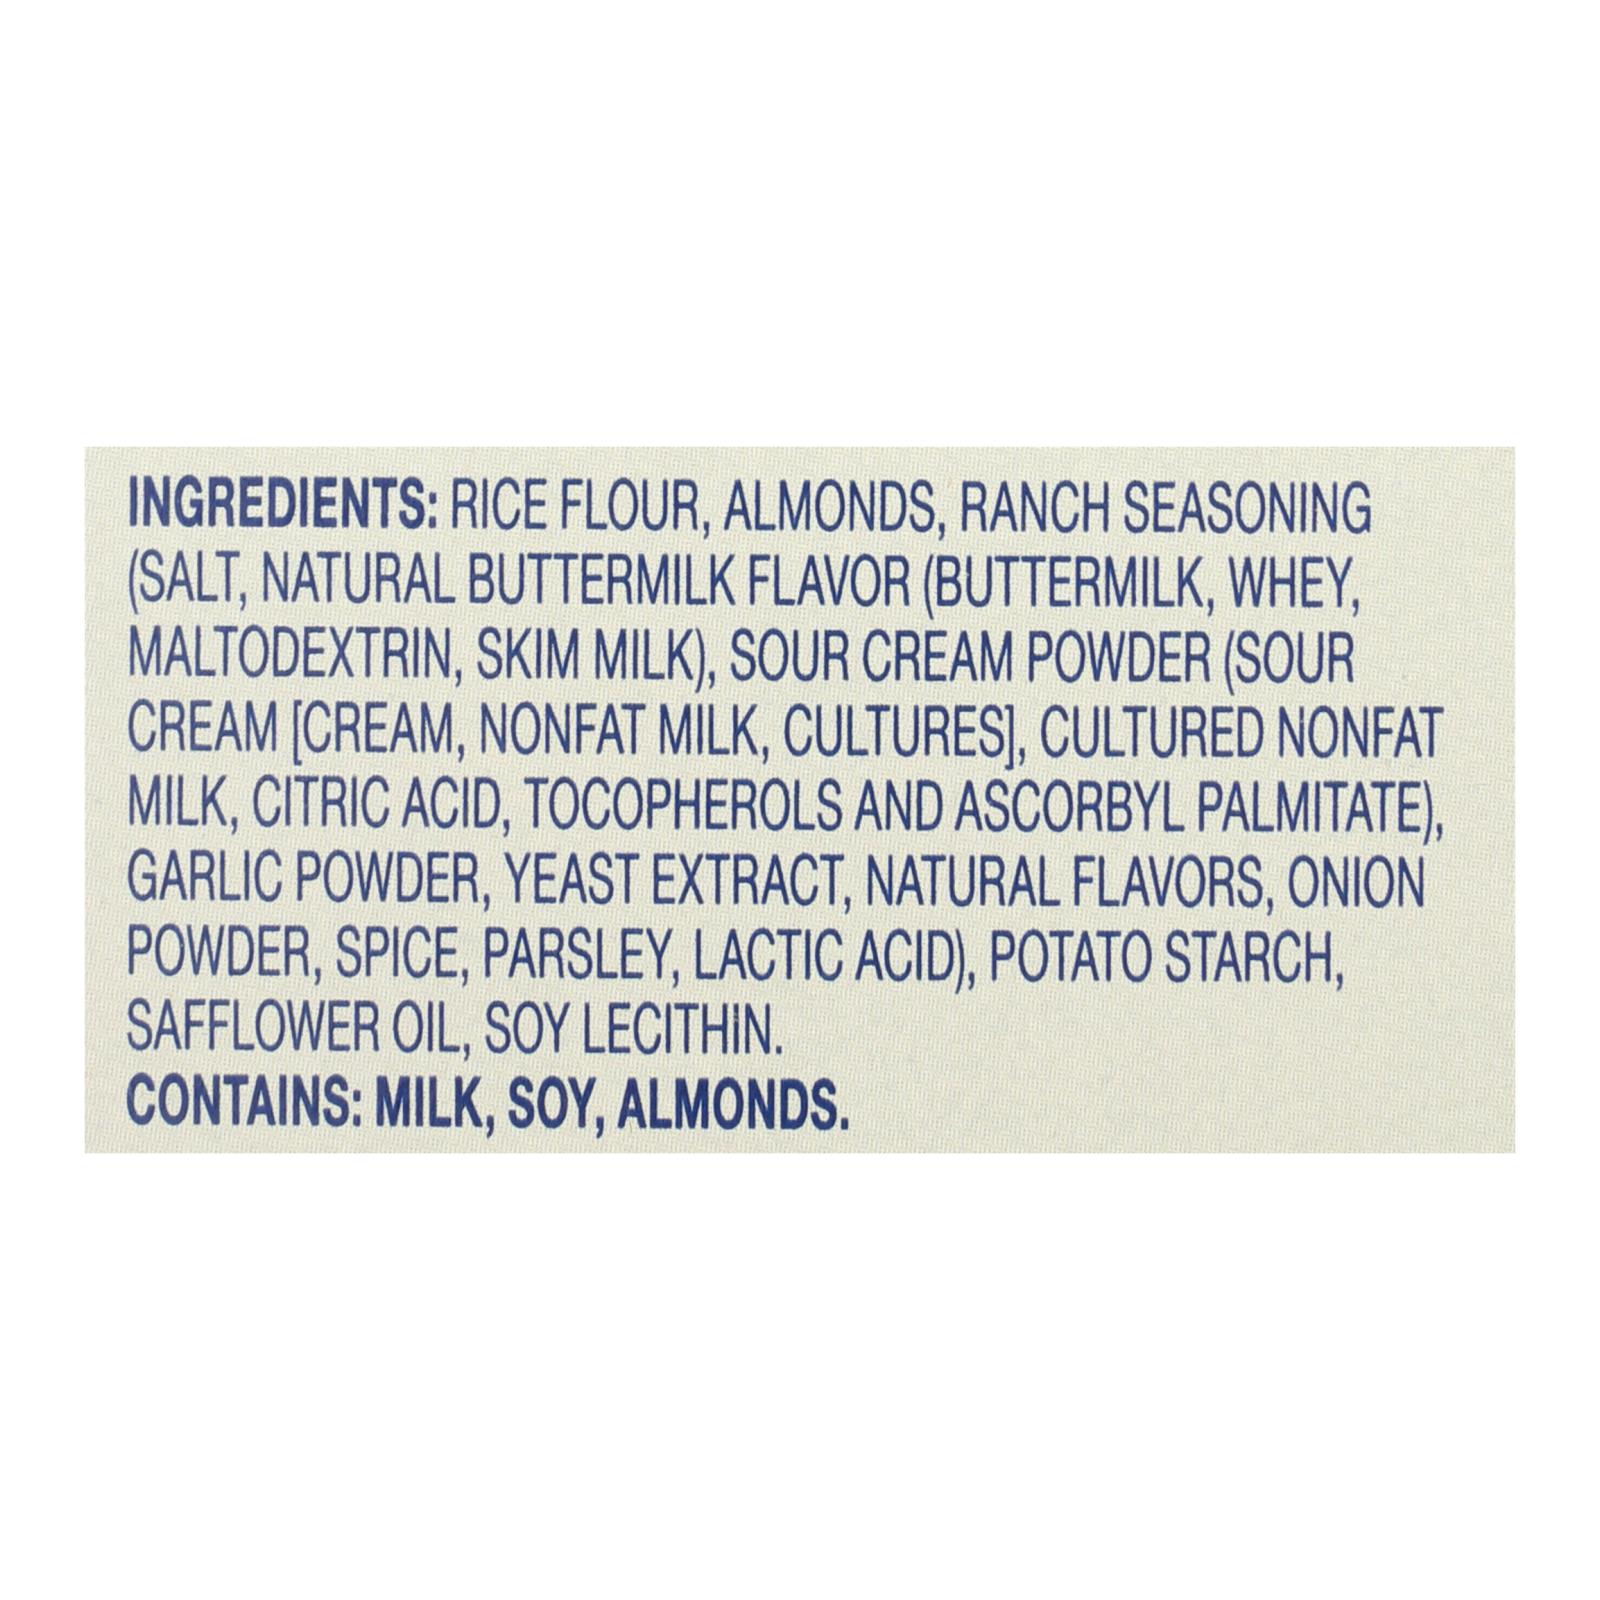 INGREDIENTS: RICE FLOUR, ALMONDS, RANCH SEASONING
(SALT, NATURAL BUTTERMILK FLAVOR (BUTTERMILK, WHEY,
MALTODEXTRIN, SKIM MILK), SOUR CREAM POWDER (SOUR
CREAM [CREAM, NONFAT MILK, CULTURES], CULTURED NONFAT
MILK, CITRIC ACID, TOCOPHEROLS AND ASCORBYL PALMITATE),
GARLIC POWDER, YEAST EXTRACT, NATURAL FLAVORS, ONION
POWDER, SPICE, PARSLEY, LACTIC ACID), POTATO STARCH,
SAFFLOWER OIL, SOY LECITHIN.
CONTAINS: MILK, SOY, ALMONDS.